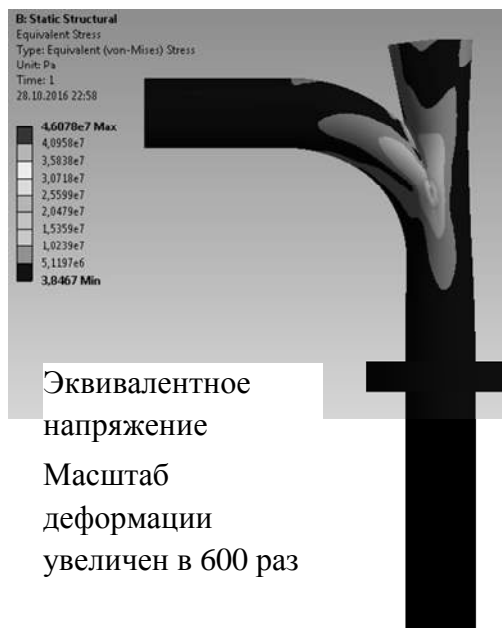 B: Static Structural
Equivalent Stress
Type: Equivalent (von-Mises) Stress
Unit: Pa
Time: 1
28.10.2016 22:58
4,6078e7 Max
4,0958e7
3,5838e7
3,0718e7
2,5599e7
2,0479e7
1,5359e7
1,0239e7
5,1197e6
3,8467 Min
Эквивалентное
напряжение
Масштаб
деформации
увеличен в 600 раз